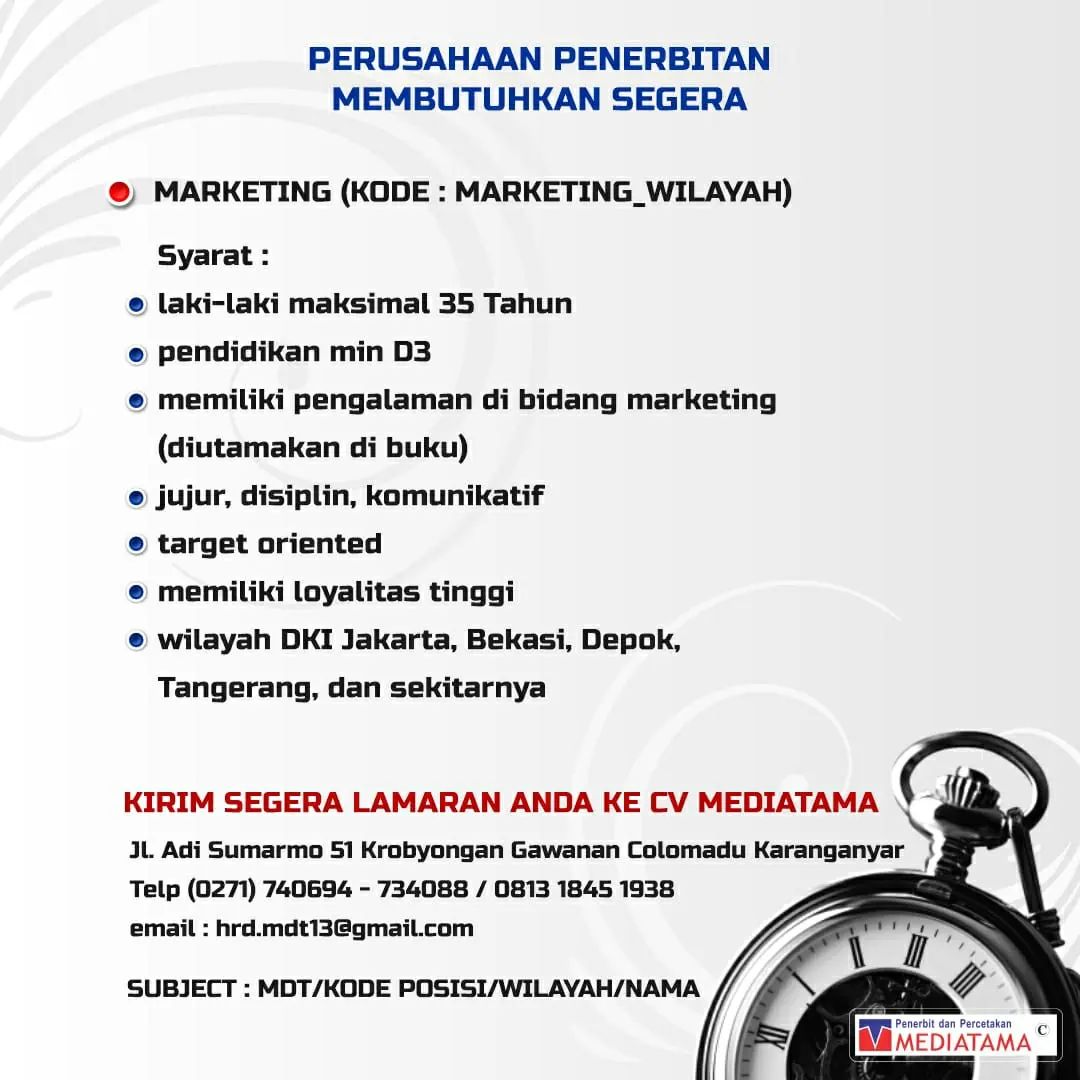 PERUSAHAAN PENERBITAN
MEMBUTUHKAN SEGERA
MARKETING (KODE : MARKETING_WILAYAH)
Syarat :
laki-laki maksimal 35 Tahun
pendidikan min D3
memiliki pengalaman di bidang marketing
(diutamakan di buku)
jujur, disiplin, komunikatif
target oriented
memiliki loyalitas tinggi
wilayah DKI Jakarta, Bekasi, Depok,
Tangerang, dan sekitarnya
KIRIM SEGERA LAMARAN ANDA KE CV MEDIATAMA
Jl. Adi Sumarmo 51 Krobyongan Gawanan Colomadu Karanganyar
Telp (0271) 740694 - 734088 / 0813 1845 1938
email : hrd.mdt13@gmail.com
SUBJECT : MDT/KODE POSISI/WILAYAH/NAMA
XII I II III
Penerbit dan Percetakan
MEDIATAMA
C